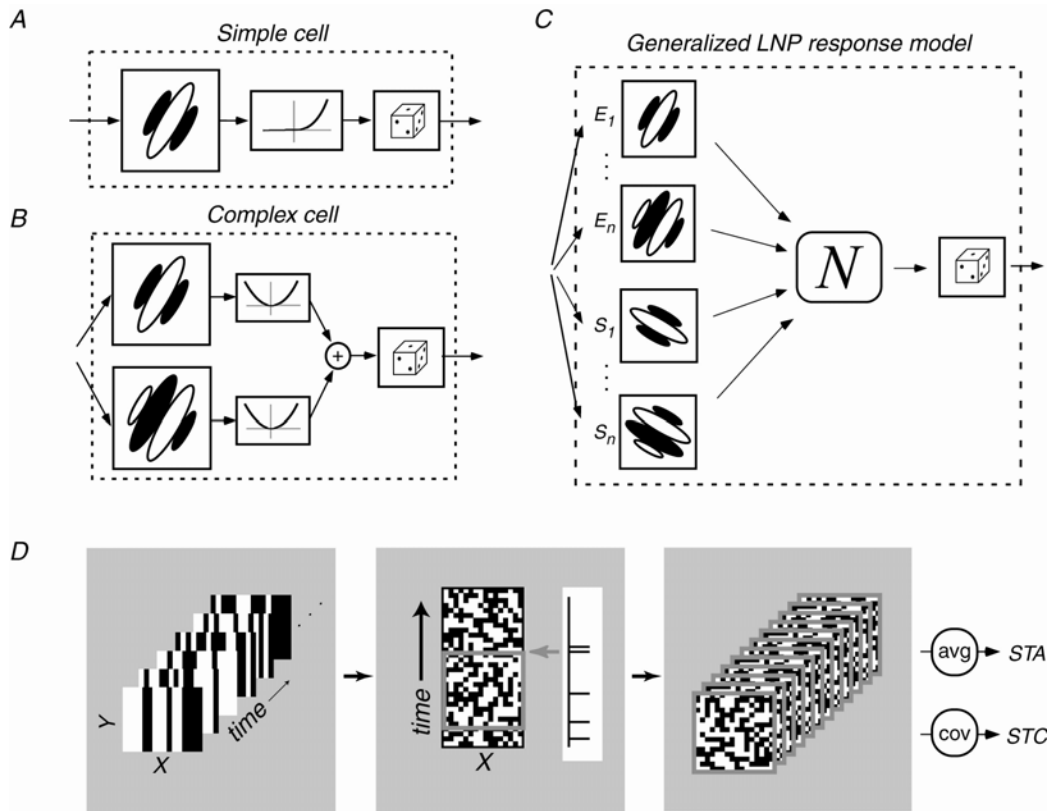 A
Simple cell
B
Complex cell
C
Generalized LNP response model
E1
En
S1
Sn
N
+
D
Y
X
time
time
X
avg
STA
cov
STC